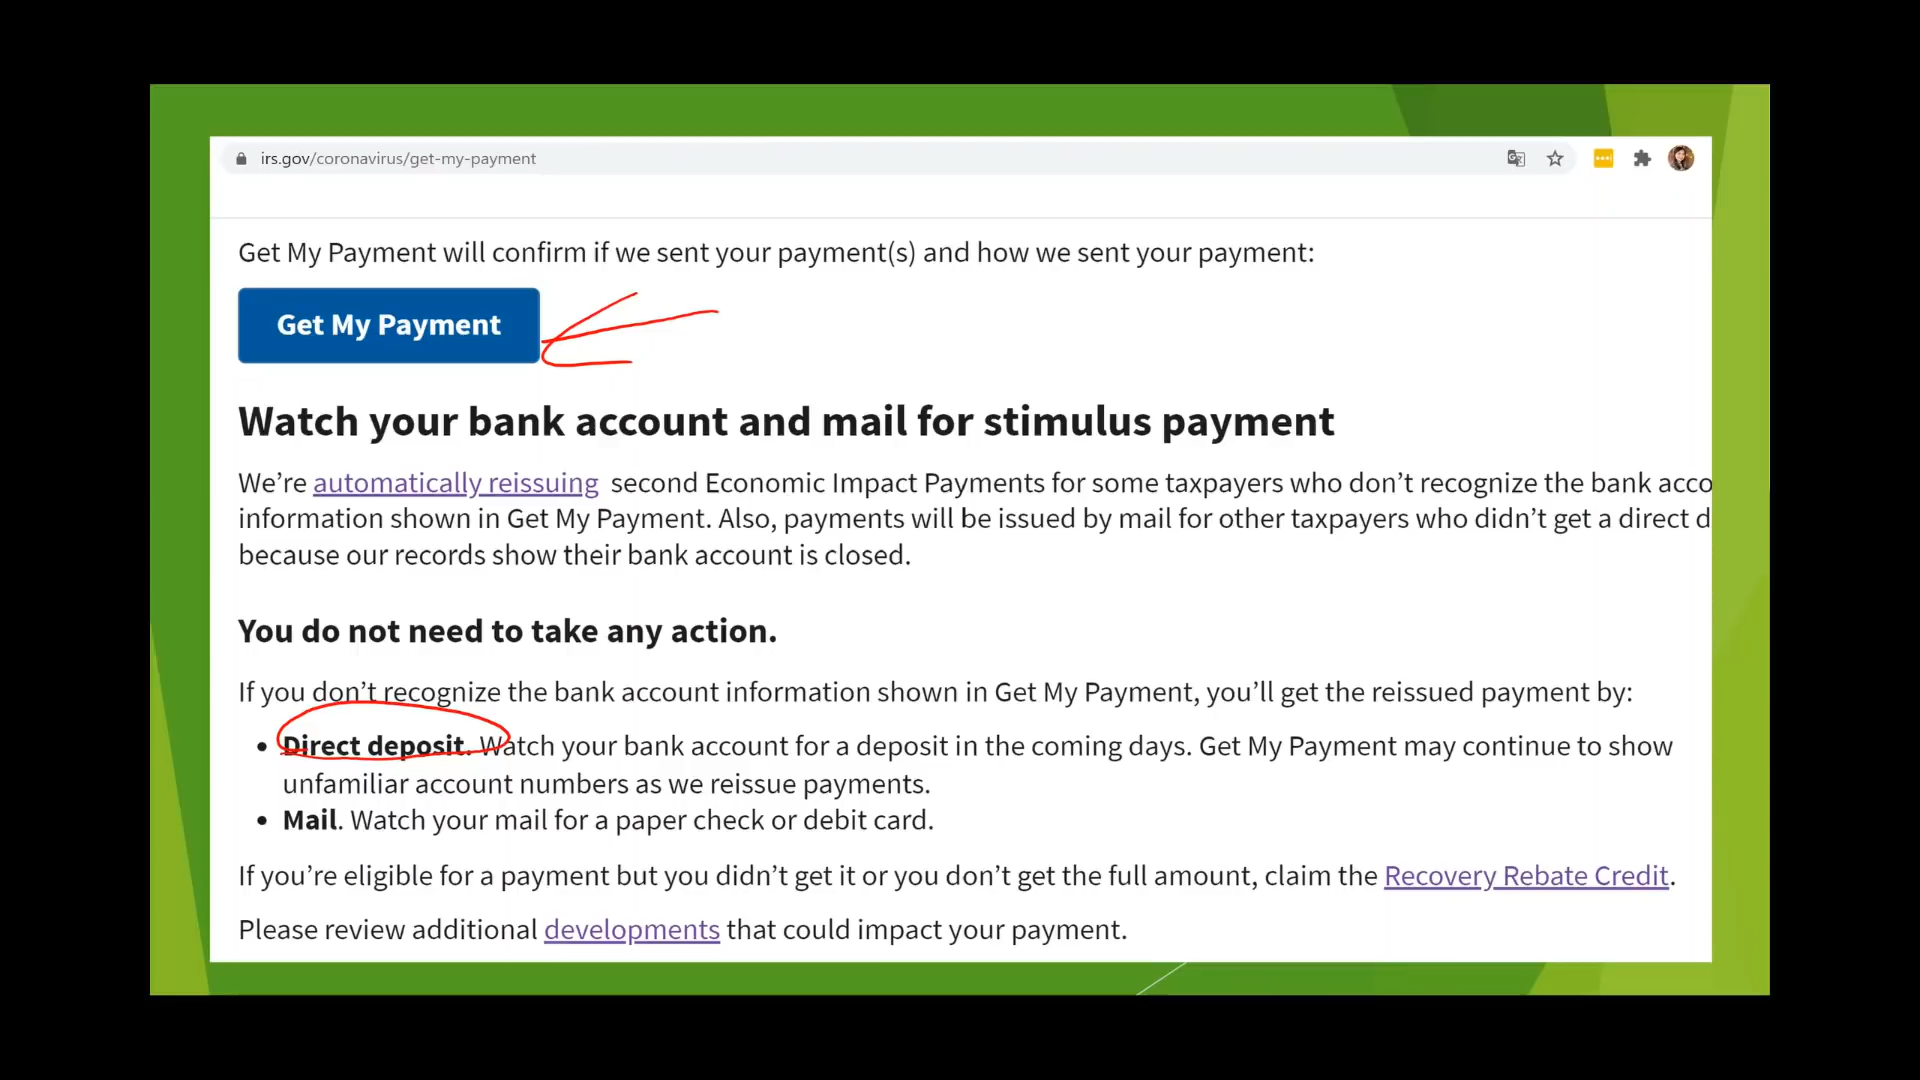 irs.gov/coronavirus/get-my-payment
Get My Payment will confirm if we sent your payment(s) and how we sent your payment:
Get My Payment
Watch your bank account and mail for stimulus payment
We’re automatically reissuing second Economic Impact Payments for some taxpayers who don’t recognize the bank acco
information shown in Get My Payment. Also, payments will be issued by mail for other taxpayers who didn’t get a direct d
because our records show their bank account is closed.
You do not need to take any action.
If you don’t recognize the bank account information shown in Get My Payment, you’ll get the reissued payment by:
• Direct deposit. Watch your bank account for a deposit in the coming days. Get My Payment may continue to show
unfamiliar account numbers as we reissue payments.
• Mail. Watch your mail for a paper check or debit card.
If you’re eligible for a payment but you didn’t get it or you don’t get the full amount, claim the Recovery Rebate Credit.
Please review additional developments that could impact your payment.